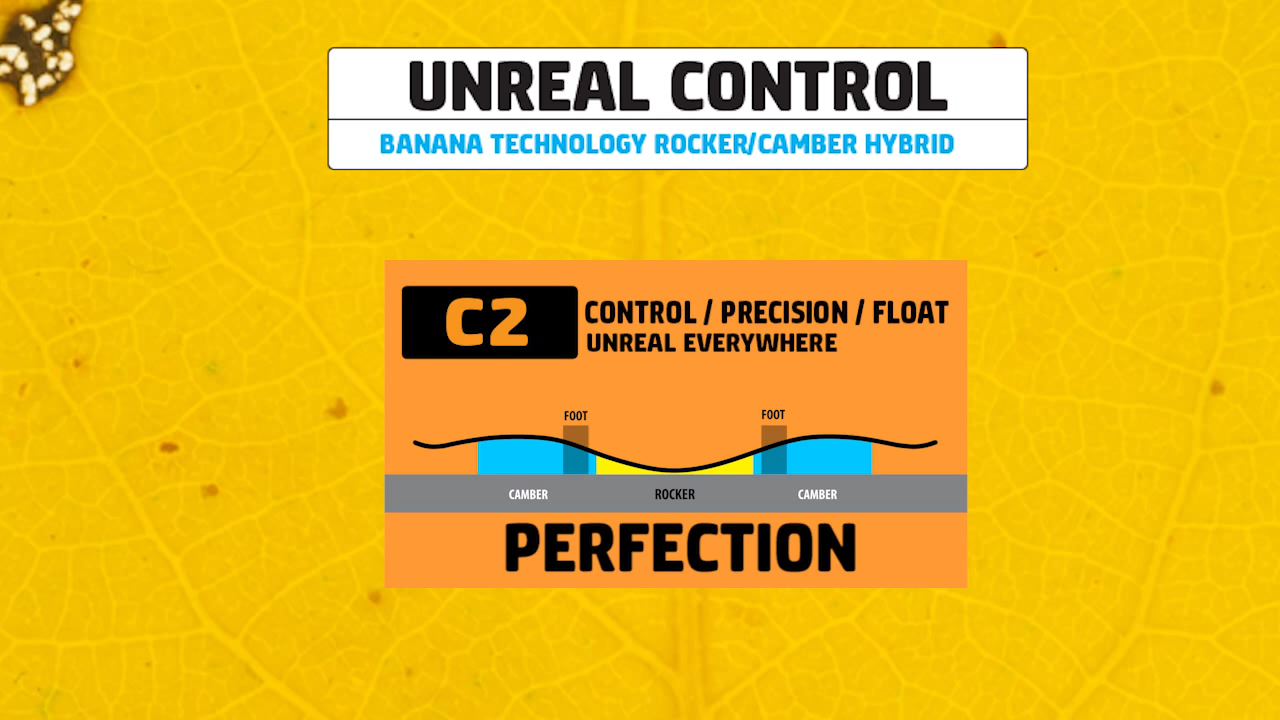 UNREAL CONTROL
BANANA TECHNOLOGY ROCKER/CAMBER HYBRID
C2
CONTROL / PRECISION / FLOAT
UNREAL EVERYWHERE
FOOT FOOT
CAMBER ROCKER CAMBER
PERFECTION